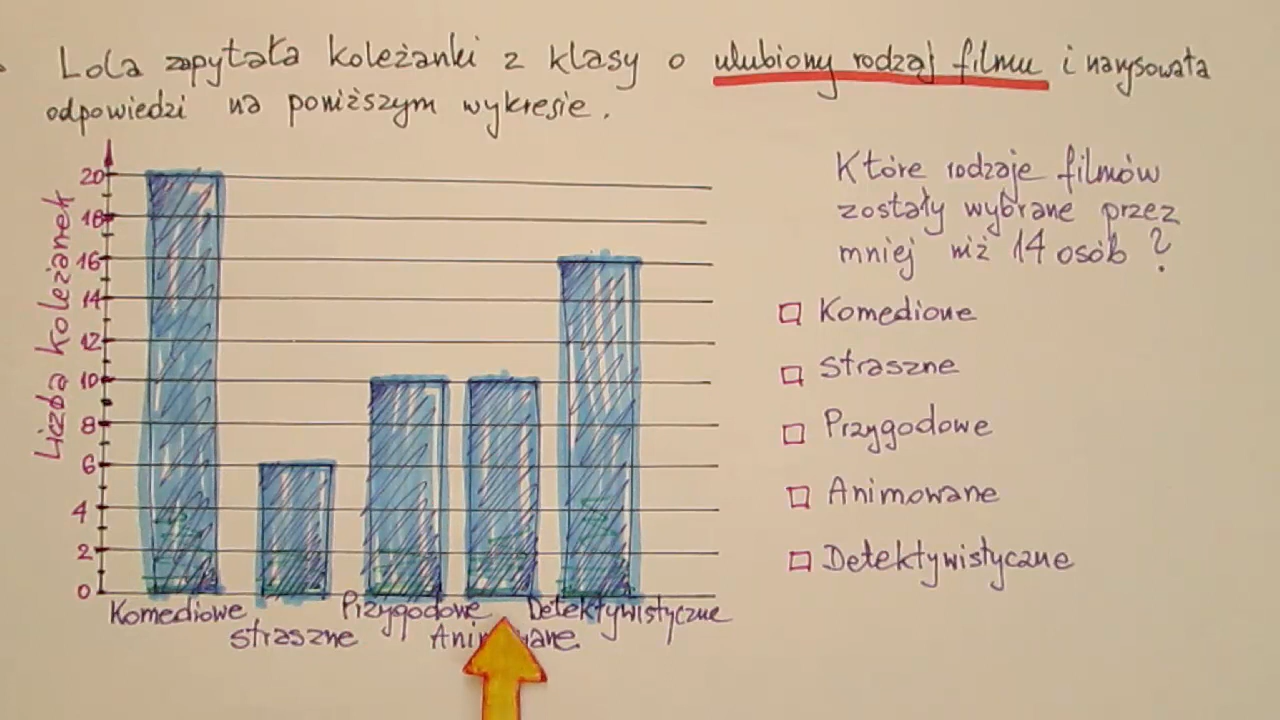 Lola zapytała koleżanki z klasy o ulubiony rodzaj filmu i narysowała
odpowiedzi na poniższym wykresie.
Liczba koleżanek
20
18
16
14
12
10
8
6
4
2
0
Komediowe
straszne
Przygodowe
Animowane
Detektywistyczne
Które rodzaje filmów
zostały wybrane przez
mniej niż 14 osób?
Komediowe
straszne
Przygodowe
Animowane
Detektywistyczne